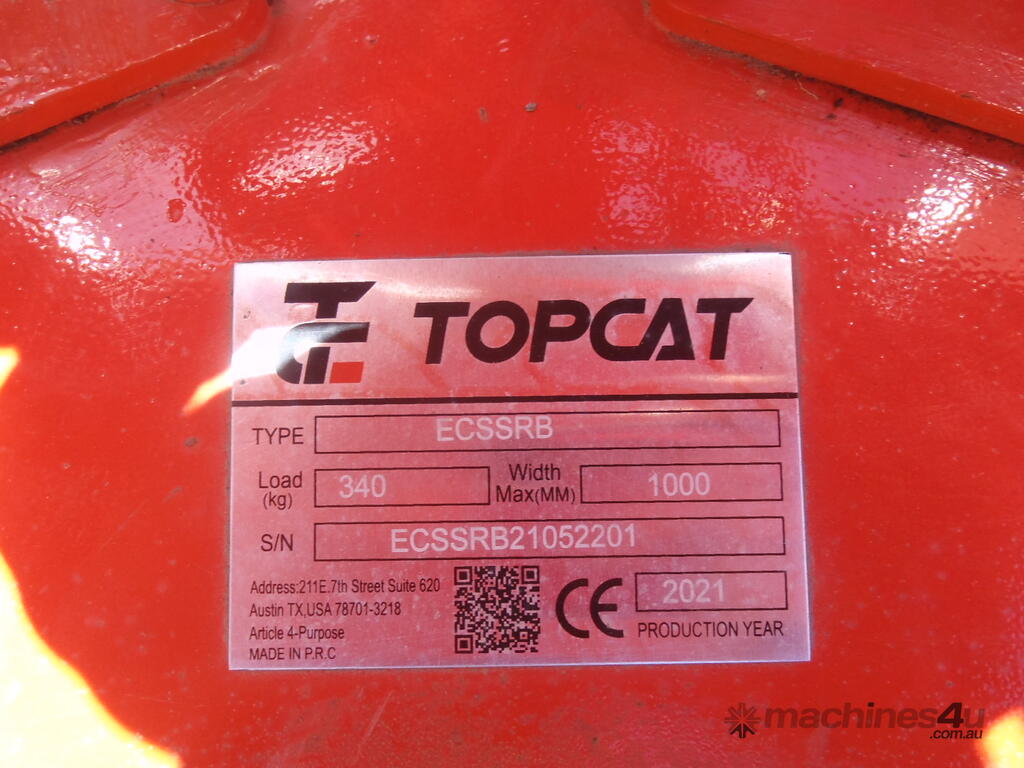 TOPCAT
TYPE ECSSRB
Load (kg) 340 Width Max(MM) 1000
S/N ECSSRB21052201
Address:211E.7th Street Suite 620
Austin TX,USA 78701-3218
Article 4-Purpose
MADE IN P.R.C
CE 2021
PRODUCTION YEAR
machines4u
.com.au